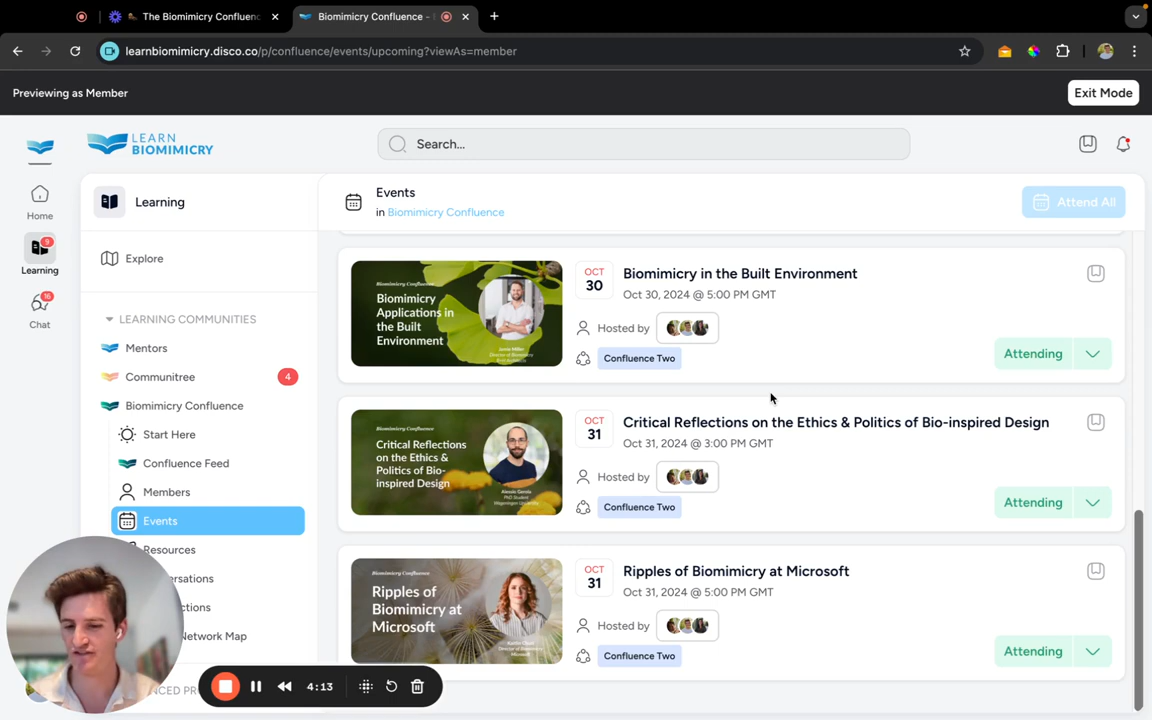 The Biomimicry Confluenc
Biomimicry Confluence -
learnbiomimicry.disco.co/p/confluence/events/upcoming?viewAs=member
Previewing as Member
Exit Mode
LEARN
BIOMIMICRY
Search...
Home
9
Learning
16
Chat
Learning
Explore
LEARNING COMMUNITIES
Mentors
Communitree
4
Biomimicry Confluence
Start Here
Confluence Feed
Members
Events
Resources
ersations
ctions
Network Map
NCED PR
4:13
Events
in Biomimicry Confluence
Attend All
Biomimicry Confluence
Biomimicry
Applications in
the Built
Environment
OCT
30
Biomimicry in the Built Environment
Oct 30, 2024 @ 5:00 PM GMT
Hosted by
Confluence Two
Attending
Biomimicry Confluence
Critical Reflections
on the Ethics &
Politics of Bio-
inspired Design
OCT
31
Critical Reflections on the Ethics & Politics of Bio-inspired Design
Oct 31, 2024 @ 3:00 PM GMT
Hosted by
Confluence Two
Attending
Biomimicry Confluence
Ripples of
Biomimicry at
Microsoft
OCT
31
Ripples of Biomimicry at Microsoft
Oct 31, 2024 @ 5:00 PM GMT
Hosted by
Confluence Two
Attending